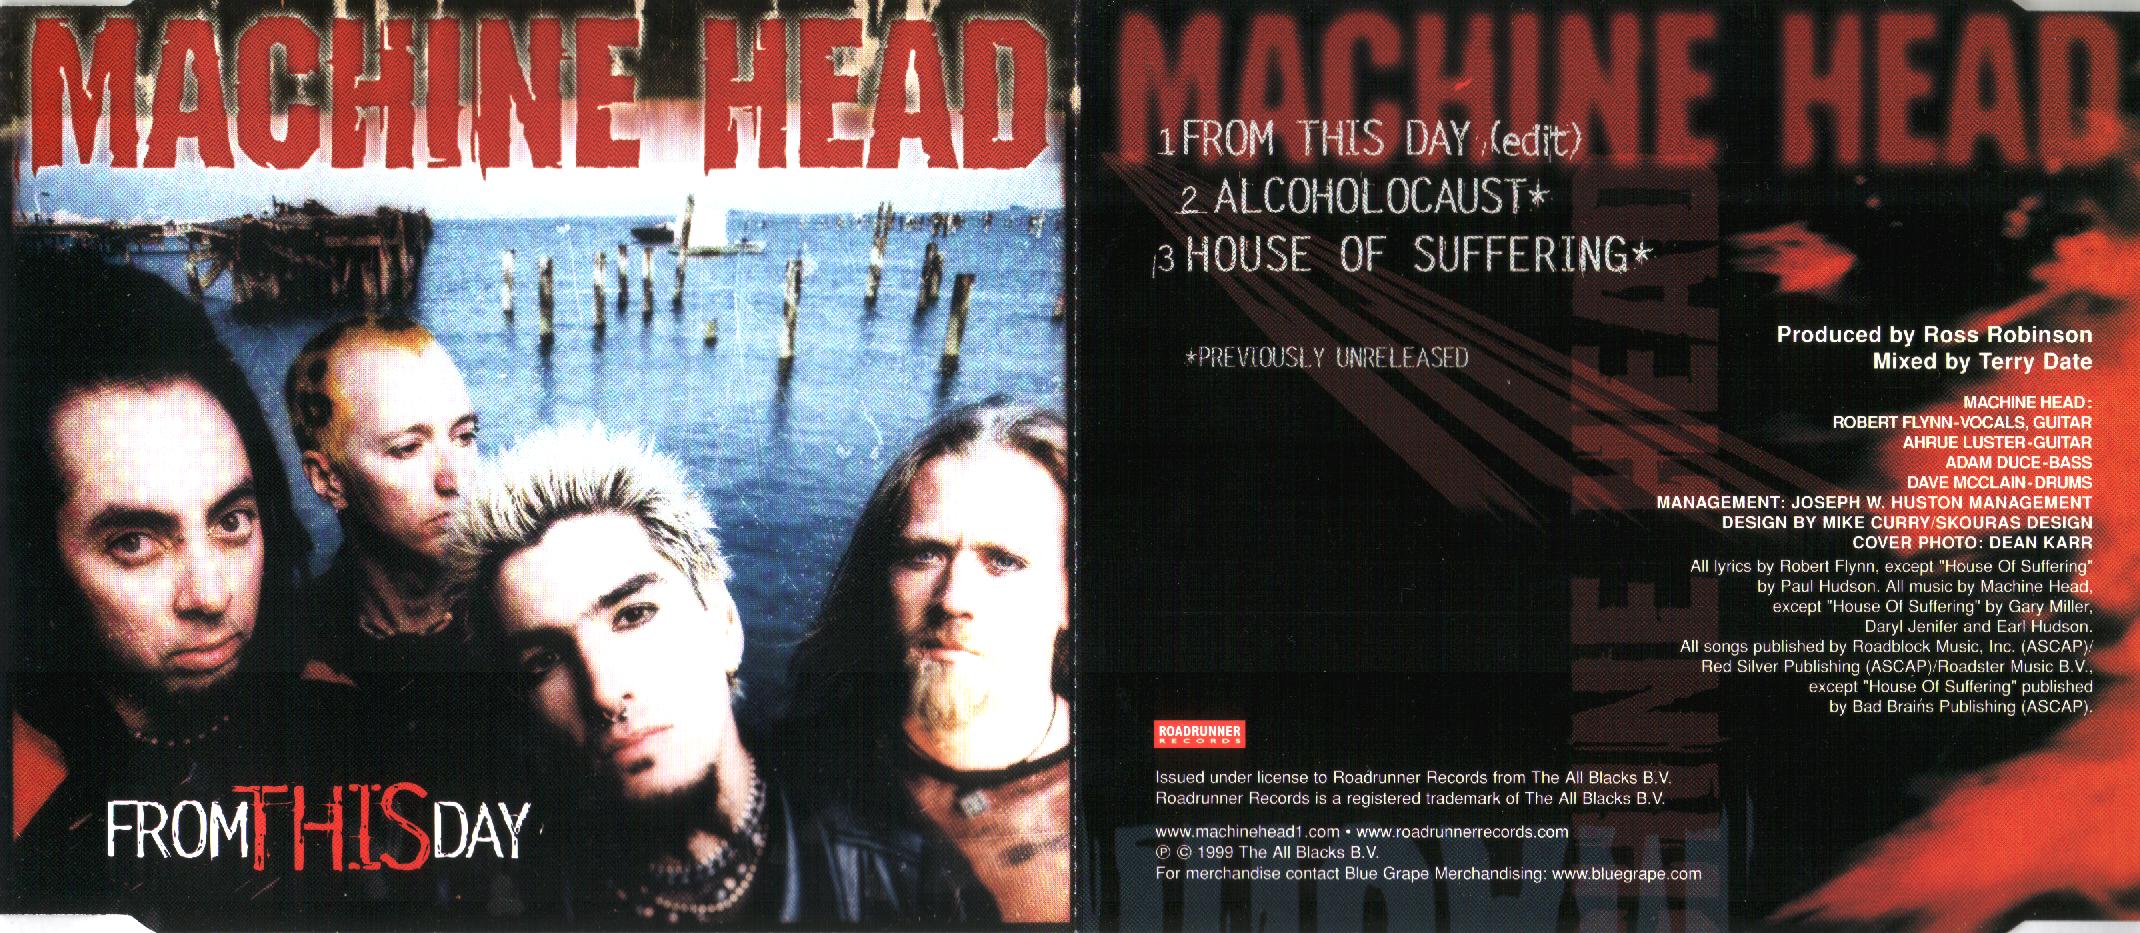 MACHINE HEAD
FROM THIS DAY
MACHINE HEAD
1 FROM THIS DAY (edit)
2 ALCOHOLOCAUST*
3 HOUSE OF SUFFERING*
*PREVIOUSLY UNRELEASED
MACHINE HEAD
Produced by Ross Robinson
Mixed by Terry Date
MACHINE HEAD:
ROBERT FLYNN-VOCALS, GUITAR
AHRUE LUSTER-GUITAR
ADAM DUCE-BASS
DAVE MCCLAIN-DRUMS
MANAGEMENT: JOSEPH W. HUSTON MANAGEMENT
DESIGN BY MIKE CURRY/SKOURAS DESIGN
COVER PHOTO: DEAN KARR
All lyrics by Robert Flynn, except "House Of Suffering"
by Paul Hudson. All music by Machine Head,
except "House Of Suffering" by Gary Miller,
Daryl Jenifer and Earl Hudson.
All songs published by Roadblock Music, Inc. (ASCAP)/
Red Silver Publishing (ASCAP)/Roadster Music B.V.,
except "House Of Suffering" published
by Bad Brains Publishing (ASCAP).
ROADRUNNER
RECORDS
Issued under license to Roadrunner Records from The All Blacks B.V.
Roadrunner Records is a registered trademark of The All Blacks B.V.
www.machinehead1.com • www.roadrunnerrecords.com
℗ © 1999 The All Blacks B.V.
For merchandise contact Blue Grape Merchandising: www.bluegrape.com